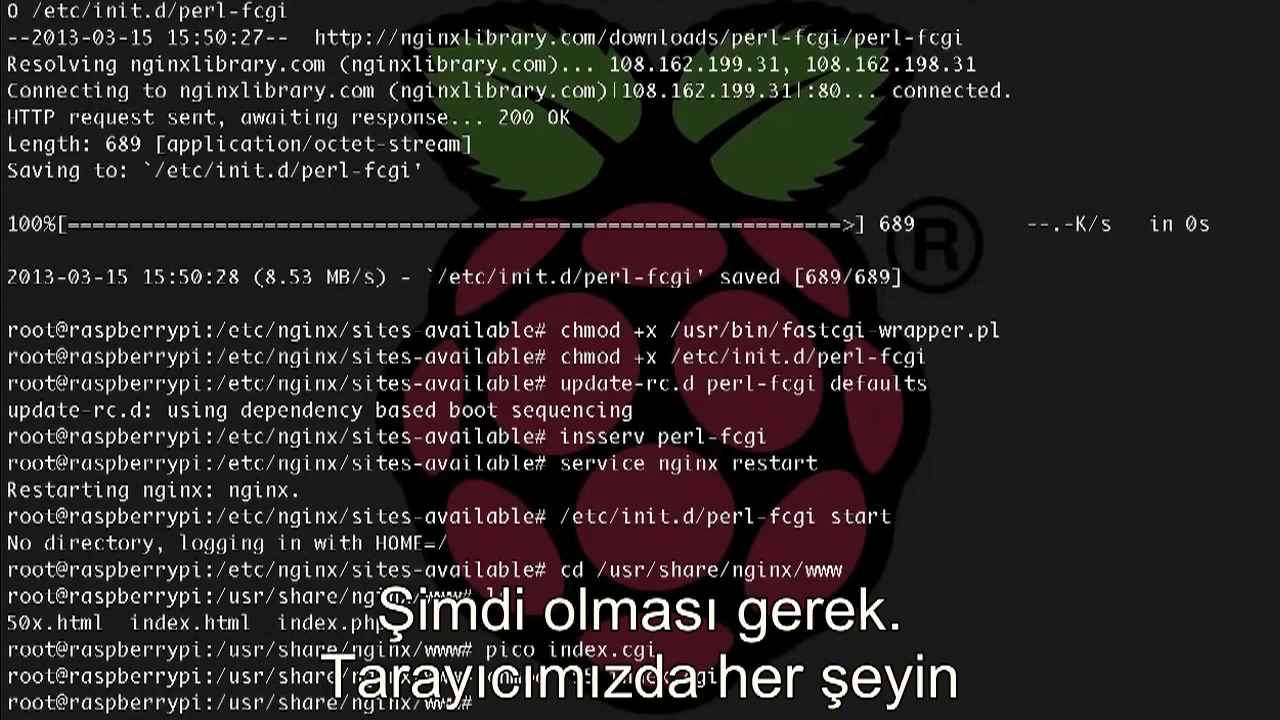 O /etc/init.d/perl-fcgi
--2013-03-15 15:50:27--  http://nginxlibrary.com/downloads/perl-fcgi/perl-fcgi
Resolving nginxlibrary.com (nginxlibrary.com)... 108.162.199.31, 108.162.198.31
Connecting to nginxlibrary.com (nginxlibrary.com)|108.162.199.31|:80... connected.
HTTP request sent, awaiting response... 200 OK
Length: 689 [application/octet-stream]
Saving to: `/etc/init.d/perl-fcgi'
100%[===============================================================>] 689         --.-K/s   in 0s
2013-03-15 15:50:28 (8.53 MB/s) - `/etc/init.d/perl-fcgi' saved [689/689]
root@raspberrypi:/etc/nginx/sites-available# chmod +x /usr/bin/fastcgi-wrapper.pl
root@raspberrypi:/etc/nginx/sites-available# chmod +x /etc/init.d/perl-fcgi
root@raspberrypi:/etc/nginx/sites-available# update-rc.d perl-fcgi defaults
update-rc.d: using dependency based boot sequencing
root@raspberrypi:/etc/nginx/sites-available# insserv perl-fcgi
root@raspberrypi:/etc/nginx/sites-available# service nginx restart
Restarting nginx: nginx.
root@raspberrypi:/etc/nginx/sites-available# /etc/init.d/perl-fcgi start
No directory, logging in with HOME=/
root@raspberrypi:/etc/nginx/sites-available# cd /usr/share/nginx/www
root@raspberrypi:/usr/share/nginx/www#
50x.html  index.html  index.php
root@raspberrypi:/usr/share/nginx/www# pico index.cgi
root@raspberrypi:/usr/share/nginx/www#
root@raspberrypi:/usr/share/nginx/www#
®
Şimdi olması gerek.
Tarayıcımızda her şeyin